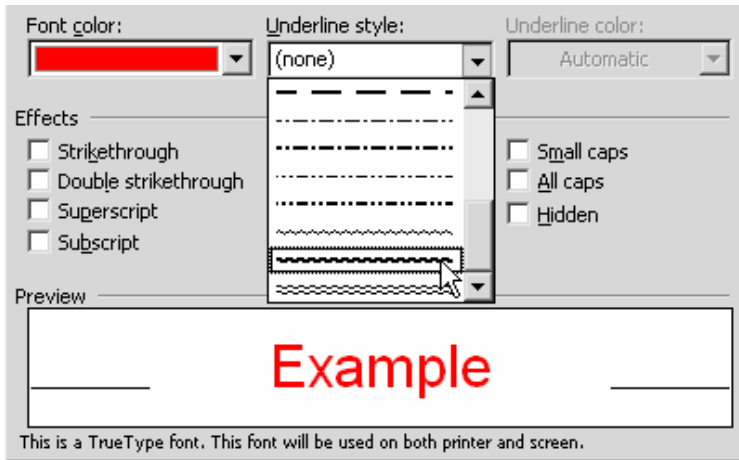 Font color: Underline style: Underline color:
(none) Automatic
Effects
Strikethrough Small caps
Double strikethrough All caps
Superscript Hidden
Subscript
Preview
Example
This is a TrueType font. This font will be used on both printer and screen.